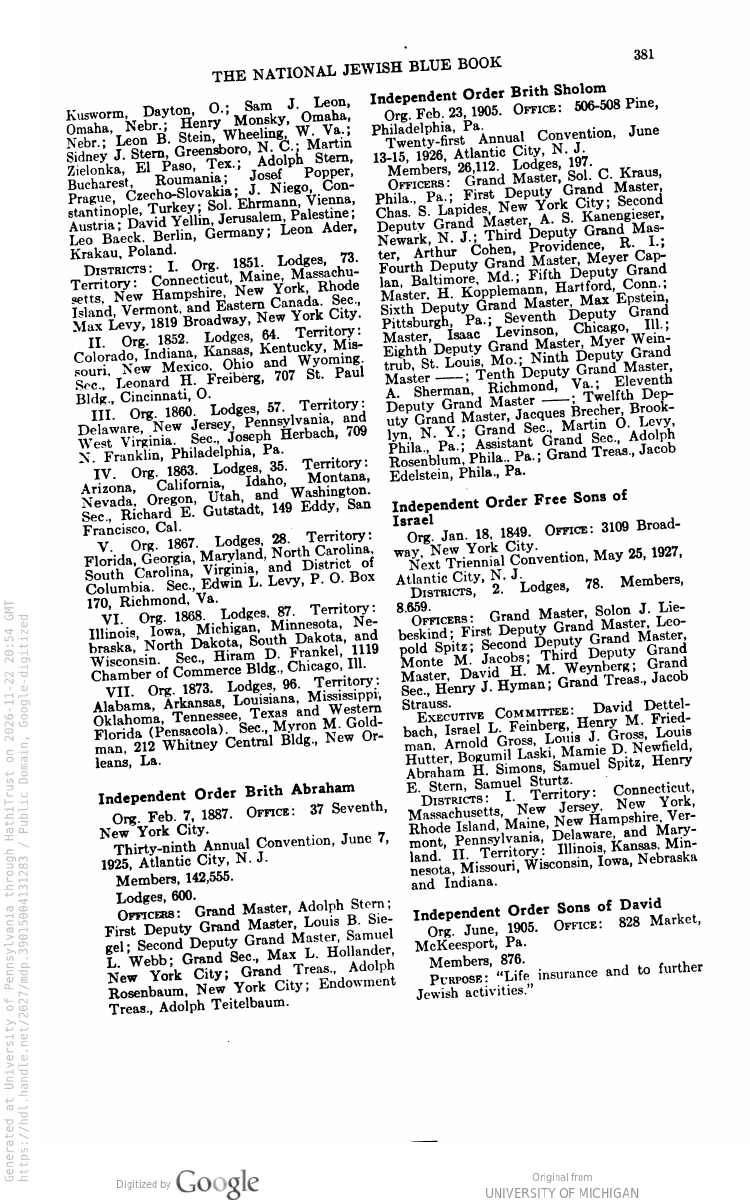 THE NATIONAL JEWISH BLUE BOOK
381
Kusworm, Dayton, O.; Sam J. Leon,
Omaha, Nebr.; Henry Monsky, Omaha,
Nebr.; Leon B. Stein, Wheeling, W. Va.;
Sidney J. Stern, Greensboro, N. C.; Martin
Zielonka, El Paso, Tex.; Adolph Stern,
Bucharest, Roumania; Josef Popper,
Prague, Czecho-Slovakia; J. Niego, Con-
stantinople, Turkey; Sol. Ehrmann, Vienna,
Austria; David Yellin, Jerusalem, Palestine;
Leo Baeck. Berlin, Germany; Leon Ader,
Krakau, Poland.
DISTRICTS: I. Org. 1851. Lodges, 73.
Territory: Connecticut, Maine, Massachu-
setts, New Hampshire, New York, Rhode
Island, Vermont, and Eastern Canada. Sec.,
Max Levy, 1819 Broadway, New York City.
II. Org. 1852. Lodges, 64. Territory:
Colorado, Indiana, Kansas, Kentucky, Mis-
souri, New Mexico, Ohio and Wyoming.
Sec., Leonard H. Freiberg, 707 St. Paul
Bldg., Cincinnati, O.
III. Org. 1860. Lodges, 57. Territory:
Delaware, New Jersey, Pennsylvania, and
West Virginia. Sec., Joseph Herbach, 709
N. Franklin, Philadelphia, Pa.
IV. Org. 1863. Lodges, 35. Territory:
Arizona, California, Idaho, Montana,
Nevada, Oregon, Utah, and Washington.
Sec., Richard E. Gutstadt, 149 Eddy, San
Francisco, Cal.
V. Org. 1867. Lodges, 28. Territory:
Florida, Georgia, Maryland, North Carolina,
South Carolina, Virginia, and District of
Columbia. Sec., Edwin L. Levy, P. O. Box
170, Richmond, Va.
VI. Org. 1868. Lodges, 87. Territory:
Illinois, Iowa, Michigan, Minnesota, Ne-
braska, North Dakota, South Dakota, and
Wisconsin. Sec., Hiram D. Frankel, 1119
Chamber of Commerce Bldg., Chicago, Ill.
VII. Org. 1873. Lodges, 96. Territory:
Alabama, Arkansas, Louisiana, Mississippi,
Oklahoma, Tennessee, Texas and Western
Florida (Pensacola). Sec., Myron M. Gold-
man, 212 Whitney Central Bldg., New Or-
leans, La.
Independent Order Brith Abraham
Org. Feb. 7, 1887. OFFICE: 37 Seventh,
New York City.
Thirty-ninth Annual Convention, June 7,
1925, Atlantic City, N. J.
Members, 142,555.
Lodges, 600.
OFFICERS: Grand Master, Adolph Stern;
First Deputy Grand Master, Louis B. Sie-
gel; Second Deputy Grand Master, Samuel
L. Webb; Grand Sec., Max L. Hollander,
New York City; Grand Treas., Adolph
Rosenbaum, New York City; Endowment
Treas., Adolph Teitelbaum.
Independent Order Brith Sholom
Org. Feb. 23, 1905. OFFICE: 506-508 Pine,
Philadelphia, Pa.
Twenty-first Annual Convention, June
13-15, 1926, Atlantic City, N. J.
Members, 26,112. Lodges, 197.
OFFICERS: Grand Master, Sol. C. Kraus,
Phila., Pa.; First Deputy Grand Master,
Chas. S. Lapides, New York City; Second
Deputy Grand Master, A. S. Kanengieser,
Newark, N. J.; Third Deputy Grand Mas-
ter, Arthur Cohen, Providence, R. I.;
Fourth Deputy Grand Master, Meyer Cap-
lan, Baltimore, Md.; Fifth Deputy Grand
Master, H. Kopplemann, Hartford, Conn.;
Sixth Deputy Grand Master, Max Epstein,
Pittsburgh, Pa.; Seventh Deputy Grand
Master, Isaac Levinson, Chicago, Ill.;
Eighth Deputy Grand Master, Myer Wein-
trub, St. Louis, Mo.; Ninth Deputy Grand
Master ——; Tenth Deputy Grand Master,
A. Sherman, Richmond, Va.; Eleventh
Deputy Grand Master ——; Twelfth Dep-
uty Grand Master, Jacques Brecher, Brook-
lyn, N. Y.; Grand Sec., Martin O. Levy,
Phila., Pa.; Assistant Grand Sec., Adolph
Rosenblum, Phila.. Pa.; Grand Treas., Jacob
Edelstein, Phila., Pa.
Independent Order Free Sons of
Israel
Org. Jan. 18, 1849. OFFICE: 3109 Broad-
way, New York City.
Next Triennial Convention, May 25, 1927,
Atlantic City, N. J.
DISTRICTS, 2. Lodges, 78. Members,
8.659.
OFFICERS: Grand Master, Solon J. Lie-
beskind; First Deputy Grand Master, Leo-
pold Spitz; Second Deputy Grand Master,
Monte M. Jacobs; Third Deputy Grand
Master, David H. M. Weynberg; Grand
Sec., Henry J. Hyman; Grand Treas., Jacob
Strauss.
EXECUTIVE COMMITTEE: David Dettel-
bach, Israel L. Feinberg, Henry M. Fried-
man, Arnold Gross, Louis J. Gross, Louis
Hutter, Bogumil Laski, Mamie D. Newfield,
Abraham H. Simons, Samuel Spitz, Henry
E. Stern, Samuel Sturtz.
DISTRICTS: I. Territory: Connecticut,
Massachusetts, New Jersey, New York,
Rhode Island, Maine, New Hampshire, Ver-
mont, Pennsylvania, Delaware, and Mary-
land. II. Territory: Illinois, Kansas, Min-
nesota, Missouri, Wisconsin, Iowa, Nebraska
and Indiana.
Independent Order Sons of David
Org. June, 1905. OFFICE: 828 Market,
McKeesport, Pa.
Members, 876.
PURPOSE: "Life insurance and to further
Jewish activities."
Generated at University of Pennsylvania through HathiTrust on 2026-11-22 20:54 GMT
https://hdl.handle.net/2027/mdp.39015004131283 / Public Domain, Google-digitized
Digitized by Google
Original from
UNIVERSITY OF MICHIGAN